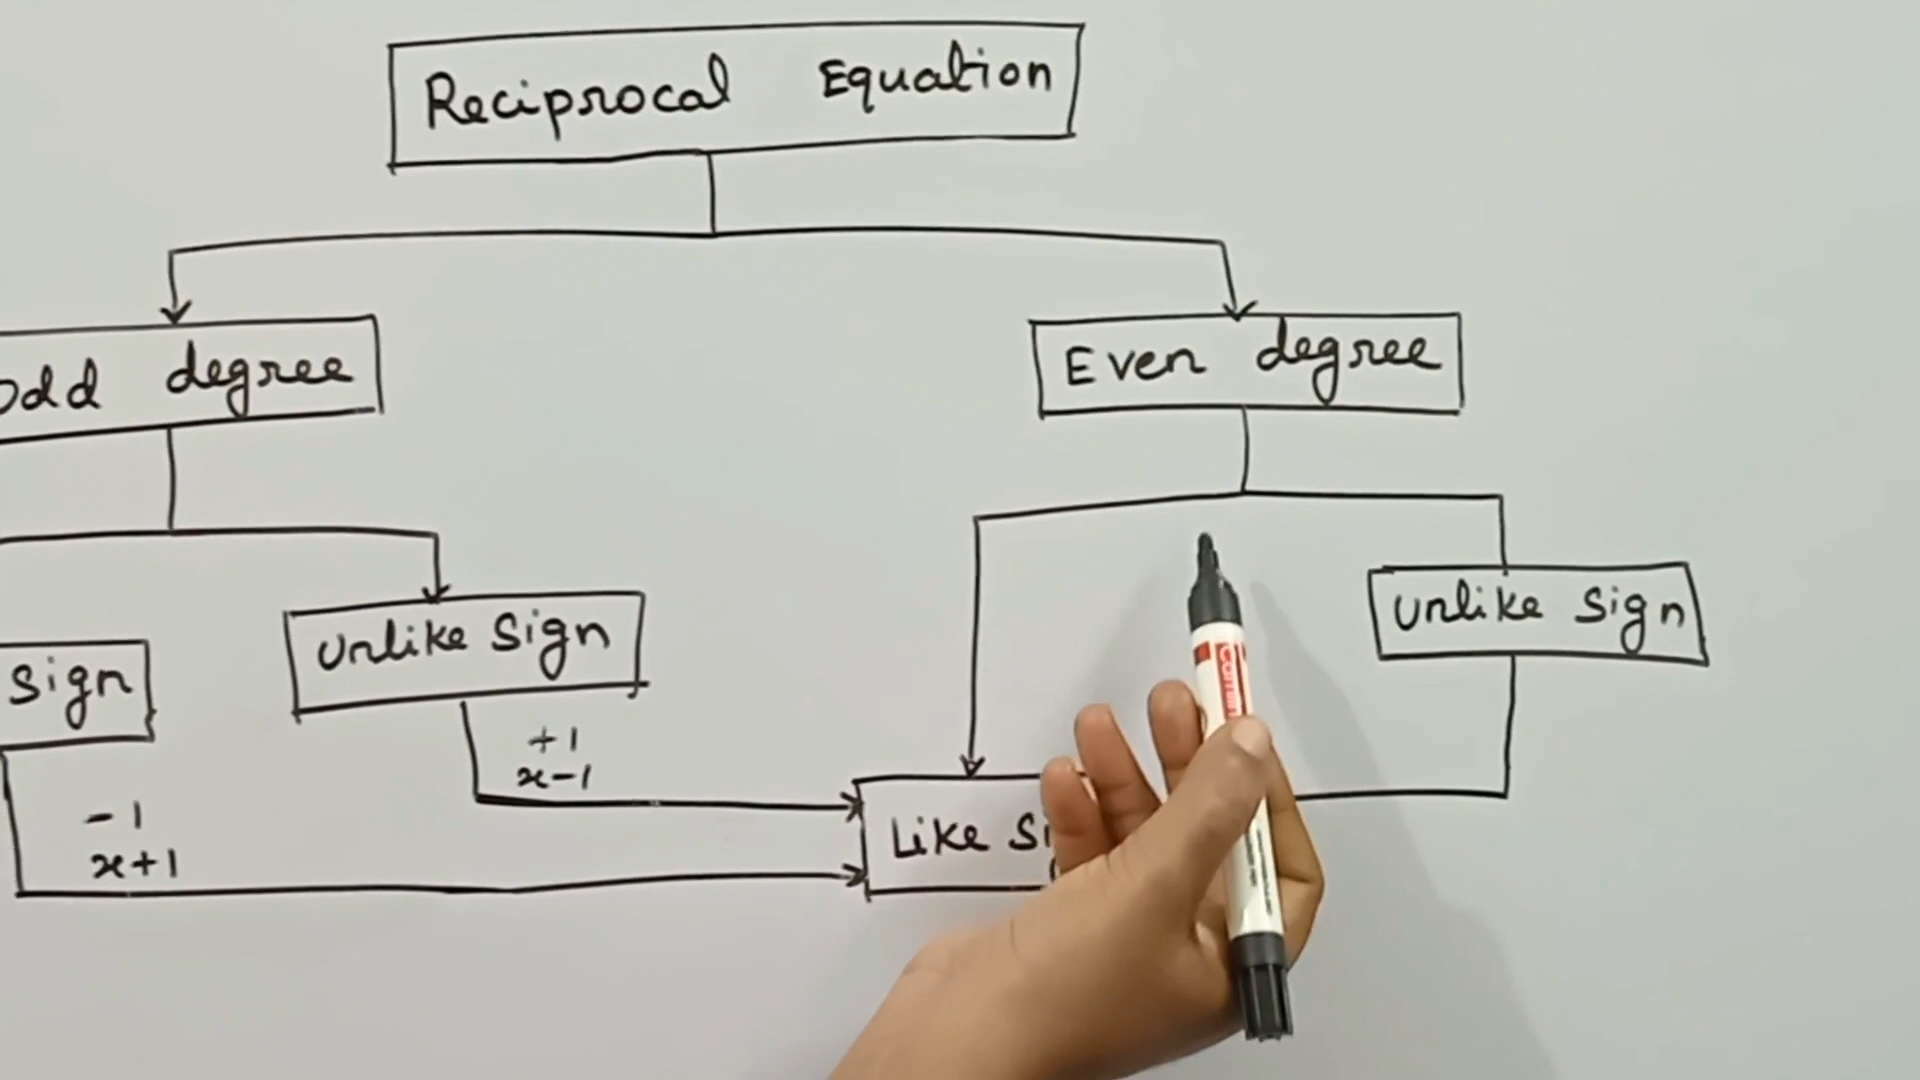 Reciprocal Equation
Odd degree
Even degree
Sign
Unlike Sign
Unlike Sign
+1
x-1
-1
x+1
Like